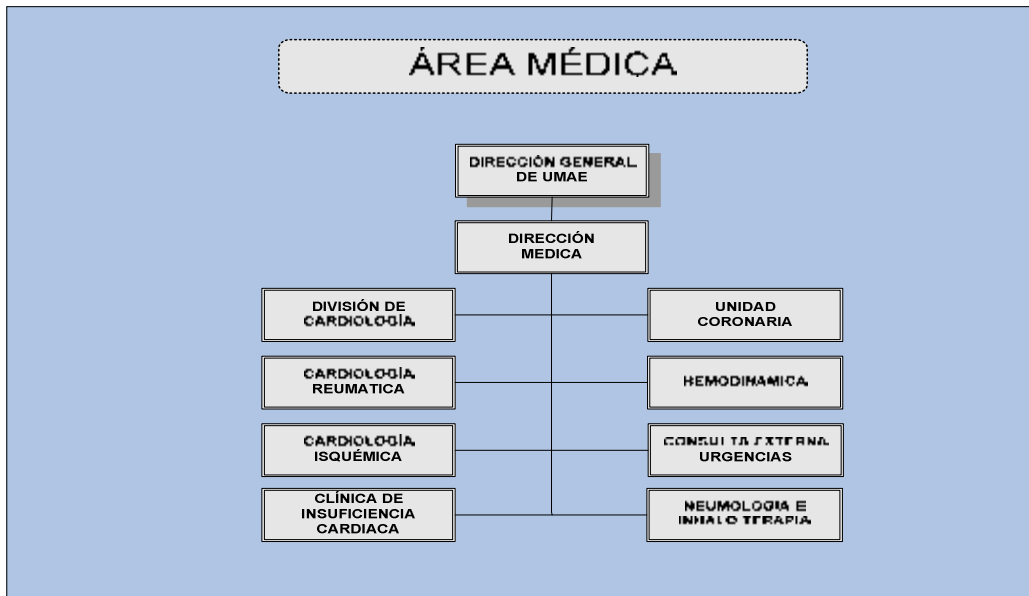 ÁREA MÉDICA
DIRECCIÓN GENERAL
DE UMAE
DIRECCIÓN
MEDICA
DIVISIÓN DE
CARDIOLOGÍA
UNIDAD
CORONARIA
CARDIOLOGÍA
REUMATICA
HEMODINAMICA
CARDIOLOGÍA
ISQUÉMICA
CONSULTA EXTERNA
URGENCIAS
CLÍNICA DE
INSUFICIENCIA
CARDIACA
NEUMOLOGIA E
INHALO TERAPIA